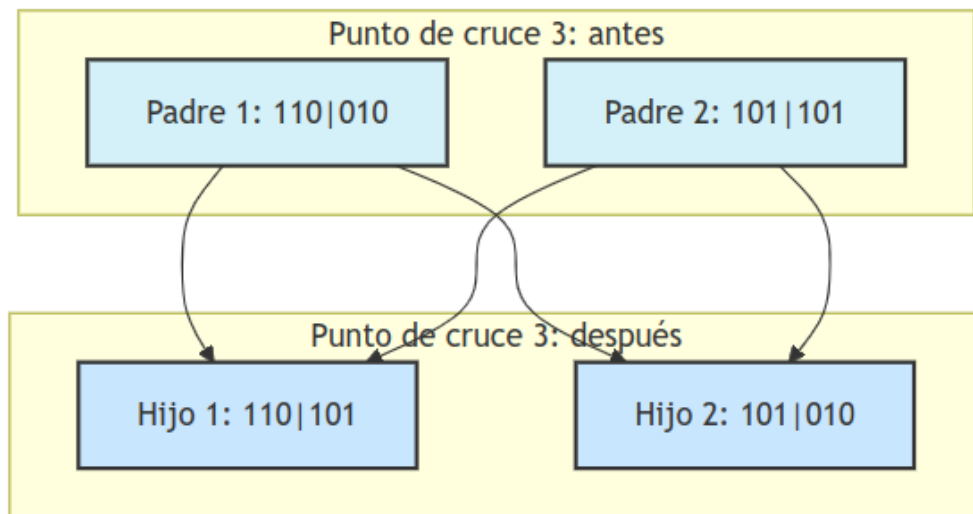 Punto de cruce 3: antes
Padre 1: 110|010
Padre 2: 101|101
Punto de cruce 3: después
Hijo 1: 110|101
Hijo 2: 101|010